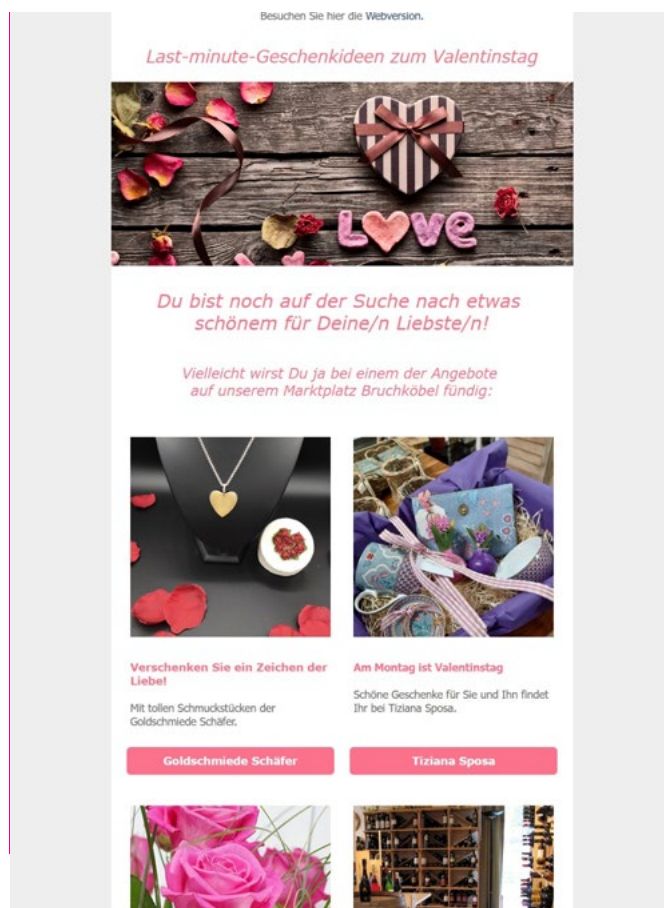 Besuchen Sie hier die Webversion.
Last-minute-Geschenkideen zum Valentinstag
LOVE
Du bist noch auf der Suche nach etwas
schönem für Deine/n Liebste/n!
Vielleicht wirst Du ja bei einem der Angebote
auf unserem Marktplatz Bruchköbel fündig:
Verschenken Sie ein Zeichen der
Liebe!
Mit tollen Schmuckstücken der
Goldschmiede Schäfer.
Goldschmiede Schäfer
Am Montag ist Valentinstag
Schöne Geschenke für Sie und Ihn findet
Ihr bei Tiziana Sposa.
Tiziana Sposa